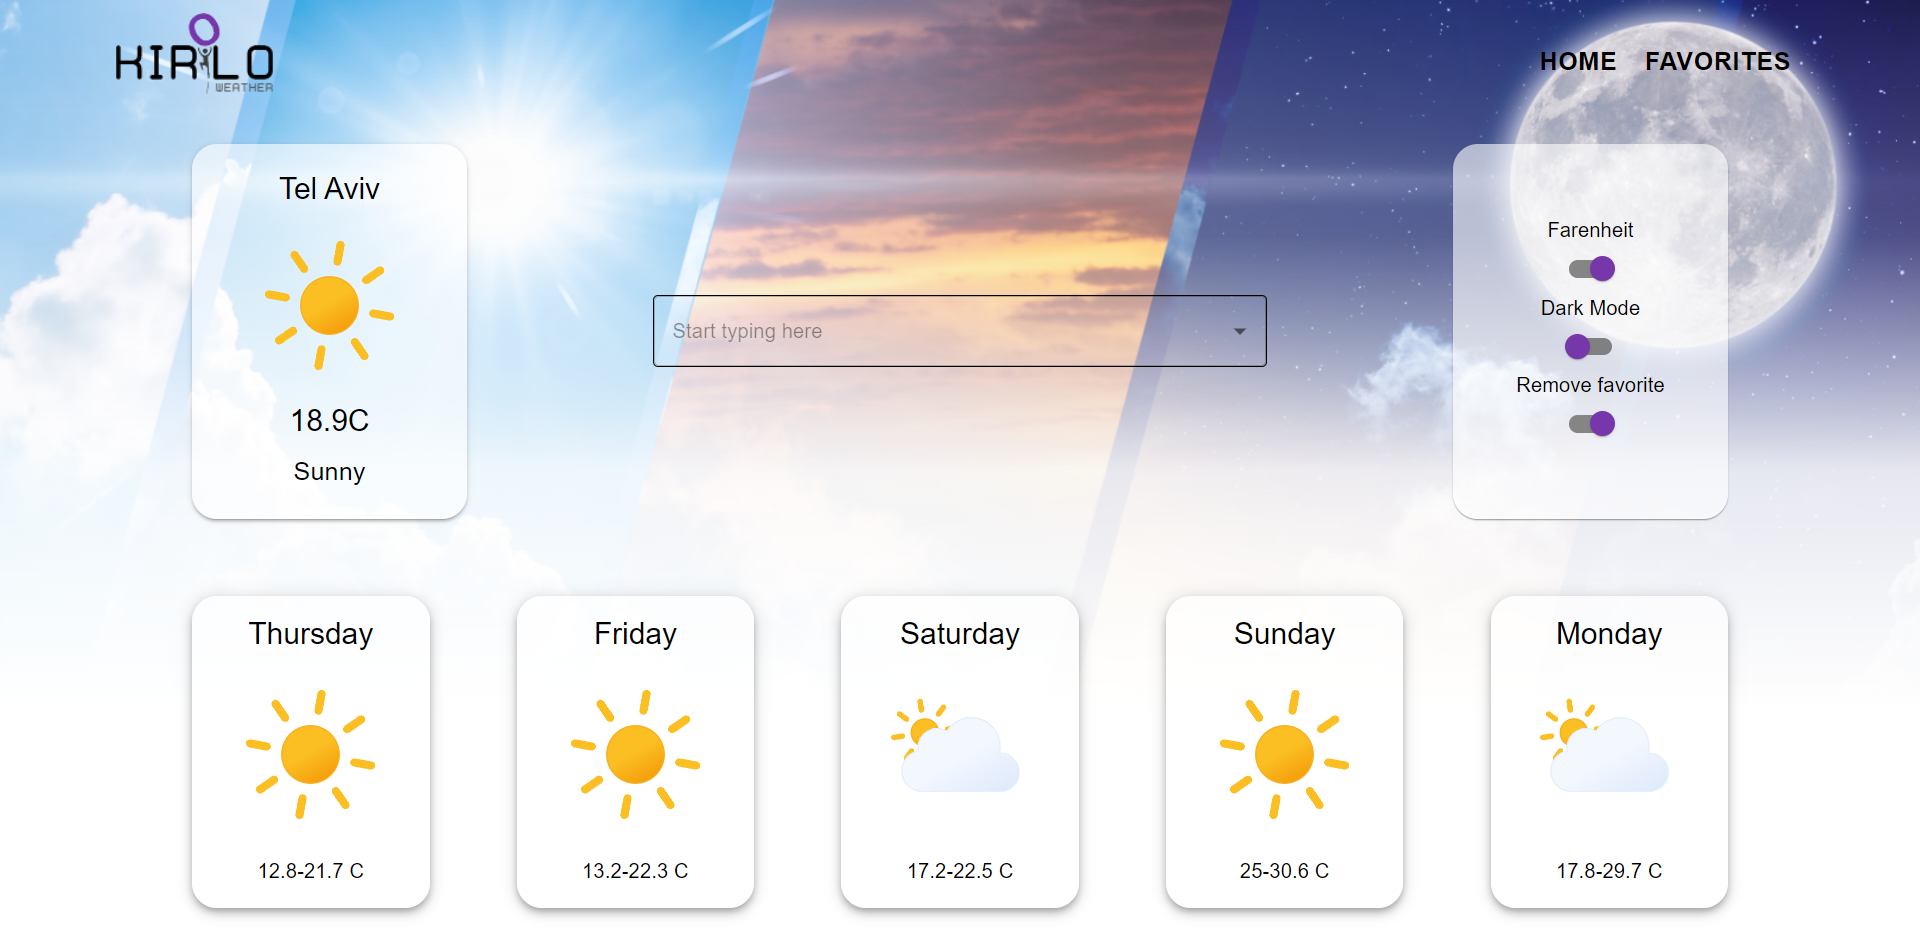 KIRILO
WEATHER
HOME FAVORITES
Tel Aviv
18.9C
Sunny
Start typing here
Farenheit
Dark Mode
Remove favorite
Thursday
12.8-21.7 C
Friday
13.2-22.3 C
Saturday
17.2-22.5 C
Sunday
25-30.6 C
Monday
17.8-29.7 C